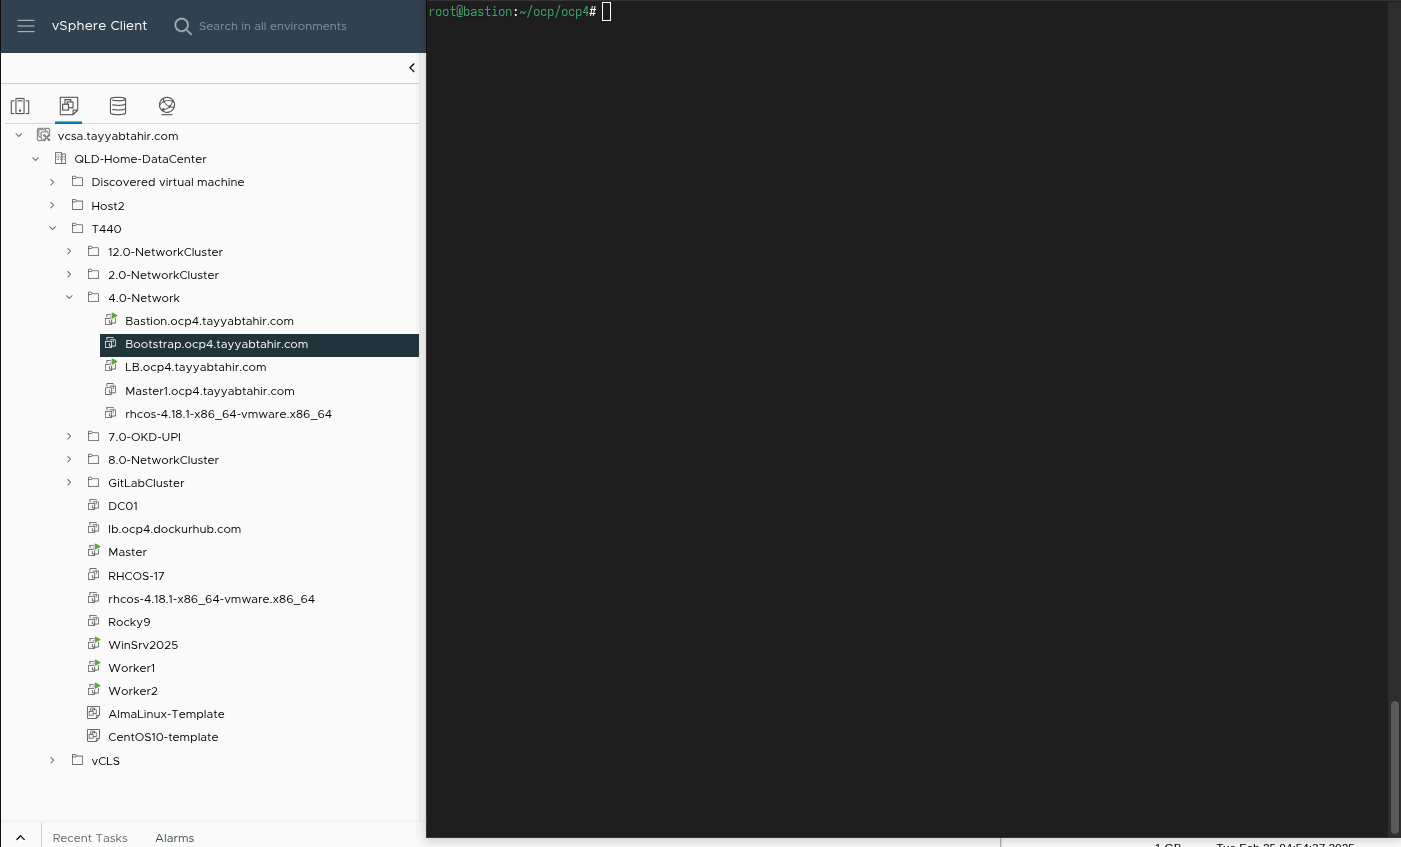 vSphere Client
Search in all environments
root@bastion:~/ocp/ocp4#
vcsa.tayyabtahir.com
QLD-Home-DataCenter
Discovered virtual machine
Host2
T440
12.0-NetworkCluster
2.0-NetworkCluster
4.0-Network
Bastion.ocp4.tayyabtahir.com
Bootstrap.ocp4.tayyabtahir.com
LB.ocp4.tayyabtahir.com
Master1.ocp4.tayyabtahir.com
rhcos-4.18.1-x86_64-vmware.x86_64
7.0-OKD-UPI
8.0-NetworkCluster
GitLabCluster
DC01
lb.ocp4.dockurhub.com
Master
RHCOS-17
rhcos-4.18.1-x86_64-vmware.x86_64
Rocky9
WinSrv2025
Worker1
Worker2
AlmaLinux-Template
CentOS10-template
vCLS
Recent Tasks
Alarms